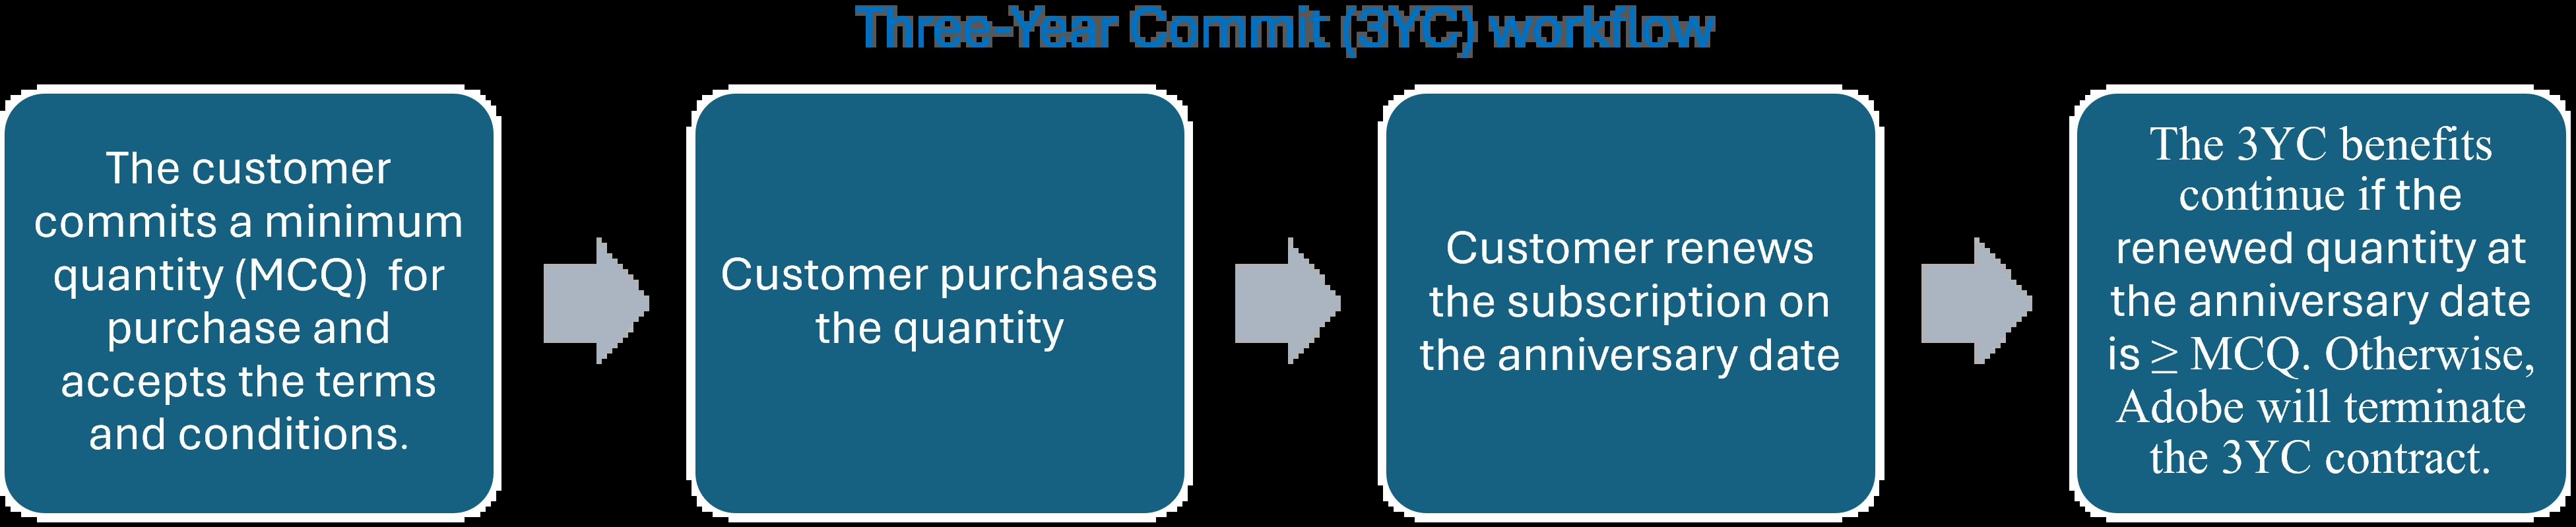 Three-Year Commit (3YC) workflow
The customer
commits a minimum
quantity (MCQ)  for
purchase and
accepts the terms
and conditions.
Customer purchases
the quantity
Customer renews
the subscription on
the anniversary date
The 3YC benefits
continue if the
renewed quantity at
the anniversary date
is ≥ MCQ. Otherwise,
Adobe will terminate
the 3YC contract.